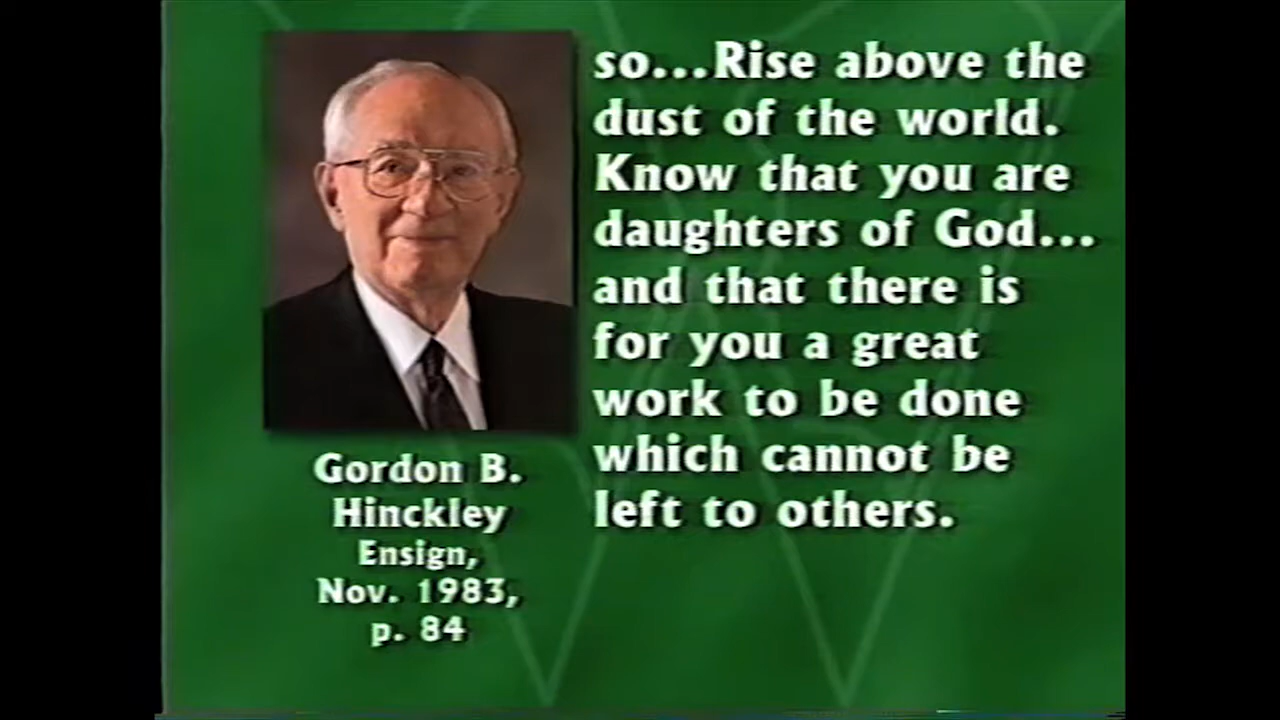 so...Rise above the
dust of the world.
Know that you are
daughters of God...
and that there is
for you a great
work to be done
which cannot be
left to others.
Gordon B.
Hinckley
Ensign,
Nov. 1983,
p. 84